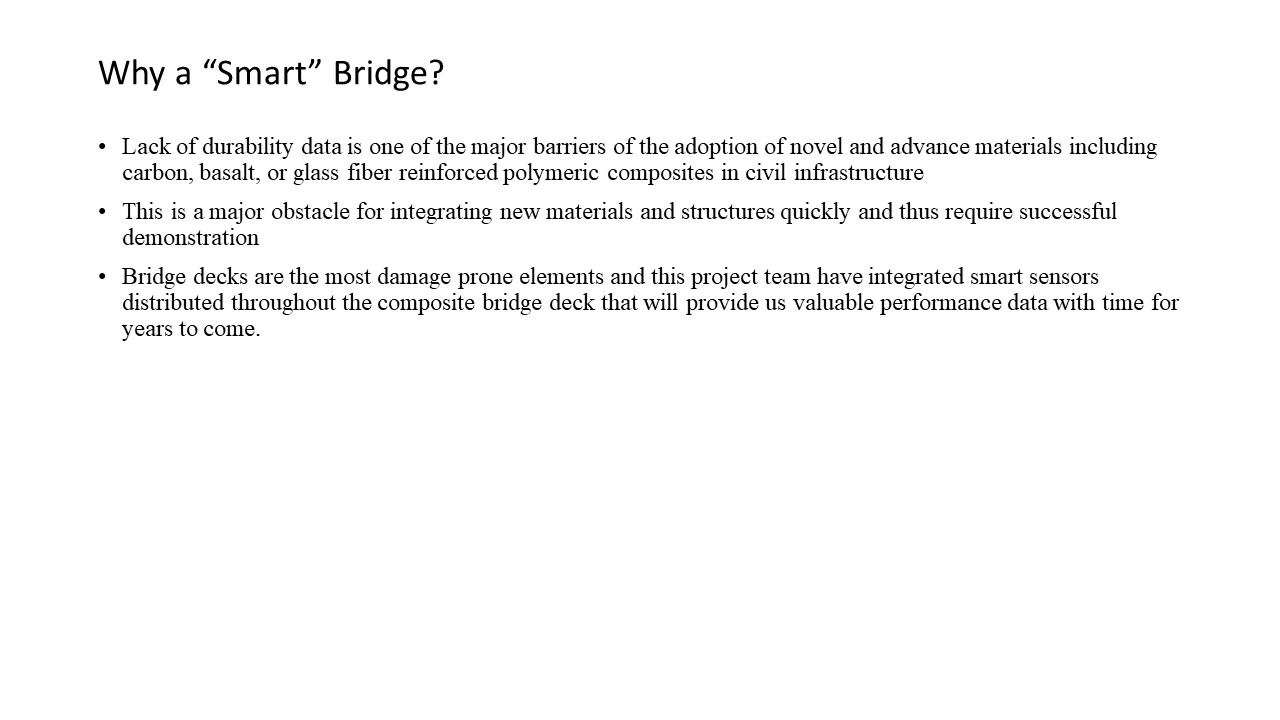 Why a “Smart” Bridge?
• Lack of durability data is one of the major barriers of the adoption of novel and advance materials including
carbon, basalt, or glass fiber reinforced polymeric composites in civil infrastructure
• This is a major obstacle for integrating new materials and structures quickly and thus require successful
demonstration
• Bridge decks are the most damage prone elements and this project team have integrated smart sensors
distributed throughout the composite bridge deck that will provide us valuable performance data with time for
years to come.